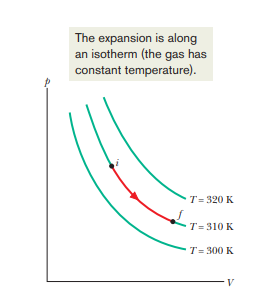 The expansion is along
an isotherm (the gas has
constant temperature).
p
i
T = 320 K
f
T = 310 K
T = 300 K
V